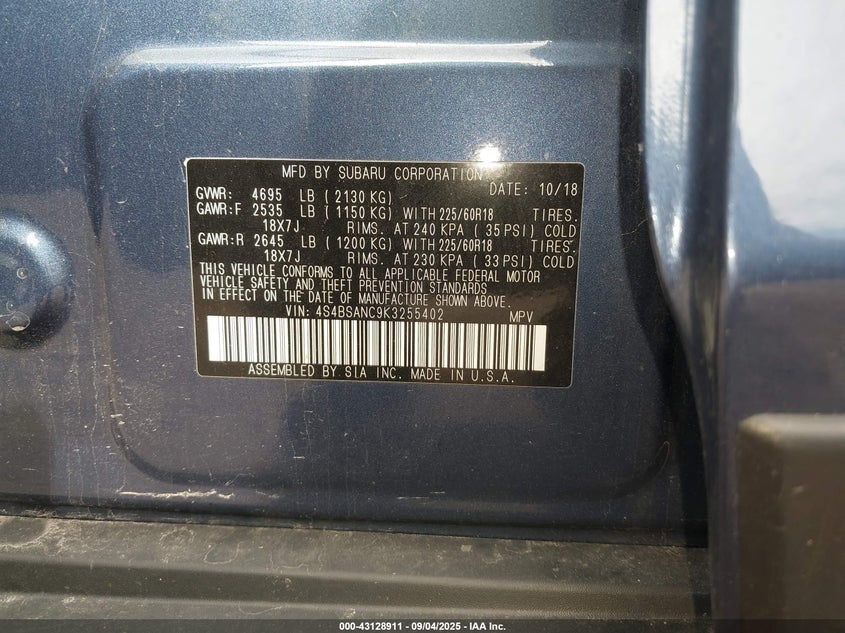 MFD BY SUBARU CORPORATION DATE: 10/18
GVWR: 4695 LB ( 2130 KG)
GAWR:F 2535 LB ( 1150 KG) WITH 225/60R18 TIRES.
18X7J RIMS. AT 240 KPA ( 35 PSI) COLD
GAWR:R 2645 LB ( 1200 KG) WITH 225/60R18 TIRES.
18X7J RIMS. AT 230 KPA ( 33 PSI) COLD
THIS VEHICLE CONFORMS TO ALL APPLICABLE FEDERAL MOTOR
VEHICLE SAFETY AND THEFT PREVENTION STANDARDS
IN EFFECT ON THE DATE OF MANUFACTURE SHOWN ABOVE.
VIN: 4S4BSANC9K3255402 MPV
ASSEMBLED BY SIA INC. MADE IN U.S.A.
000-43128911 - 09/04/2025 - IAA Inc.